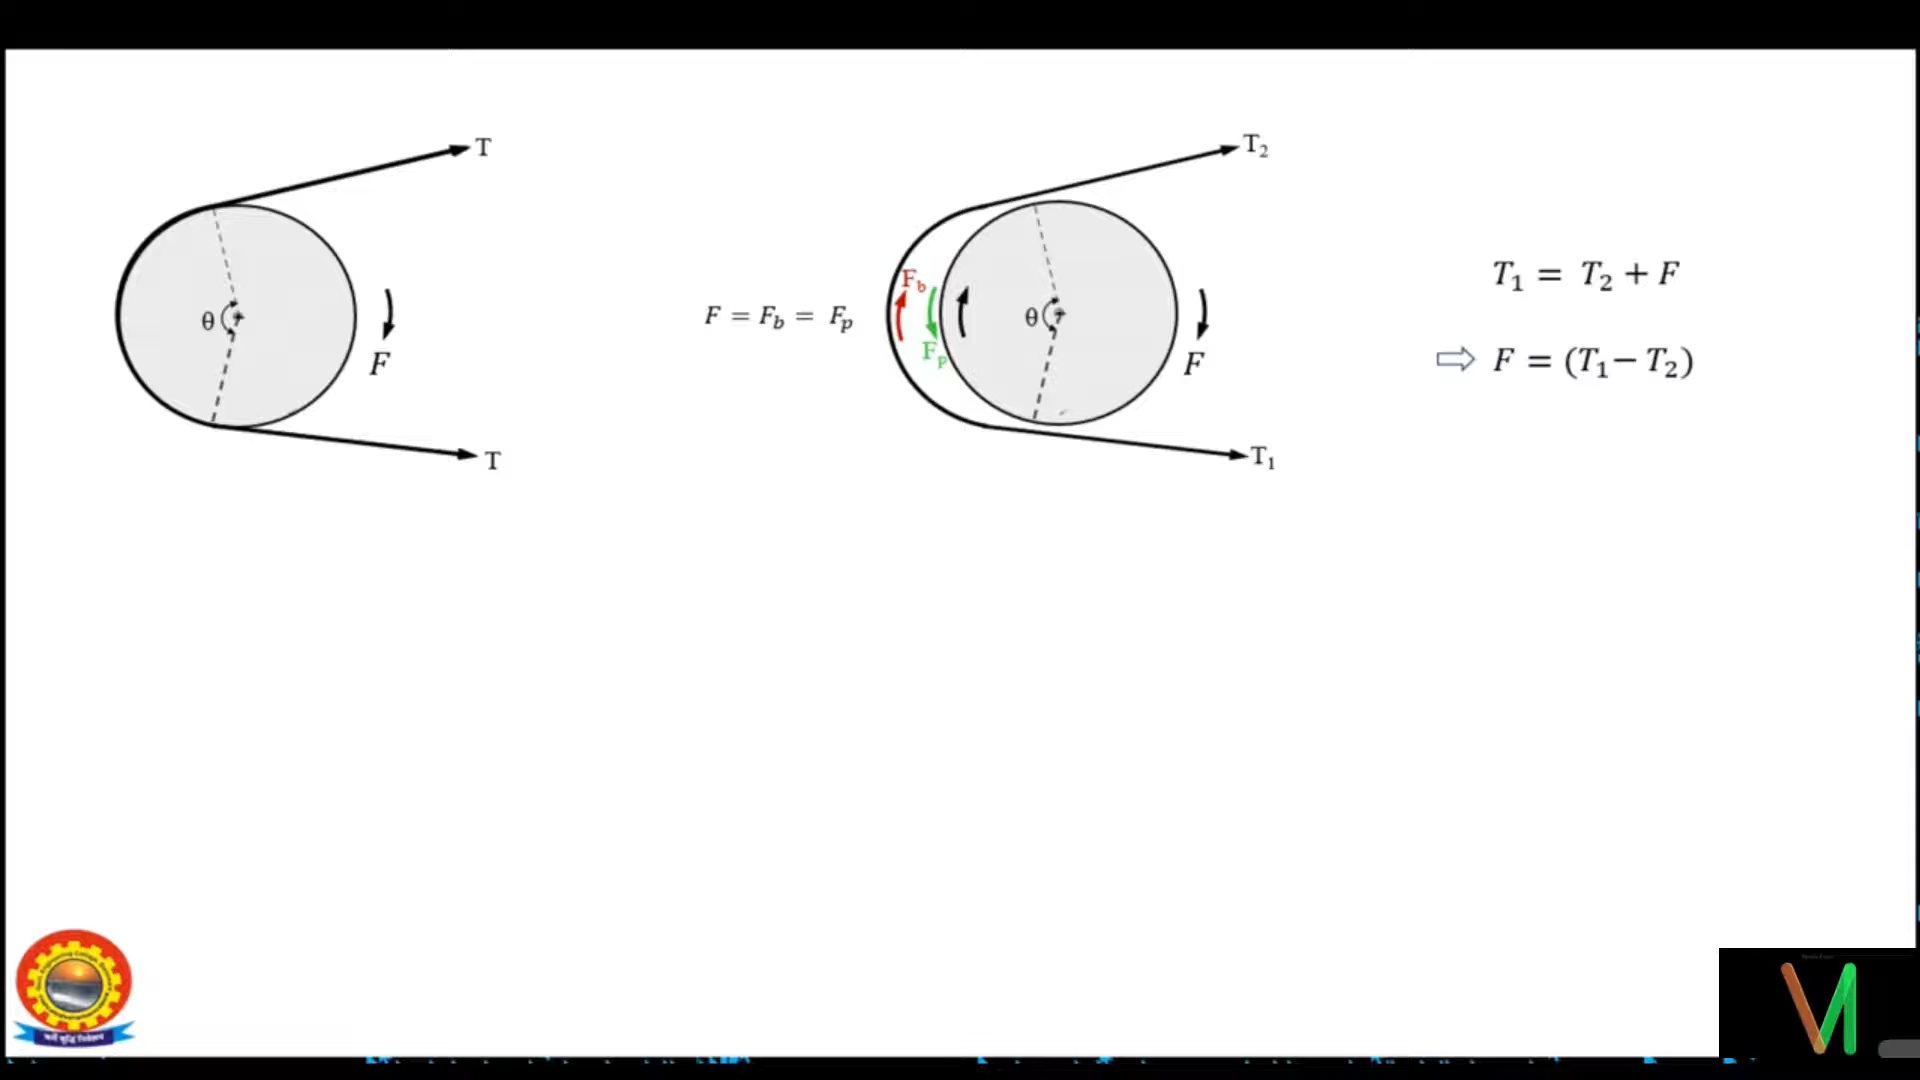 T
θ
F
T
T₂
F_b
F = F_b = F_p
F_p
θ
F
T₁
T₁ = T₂ + F
⇨ F = (T₁− T₂)